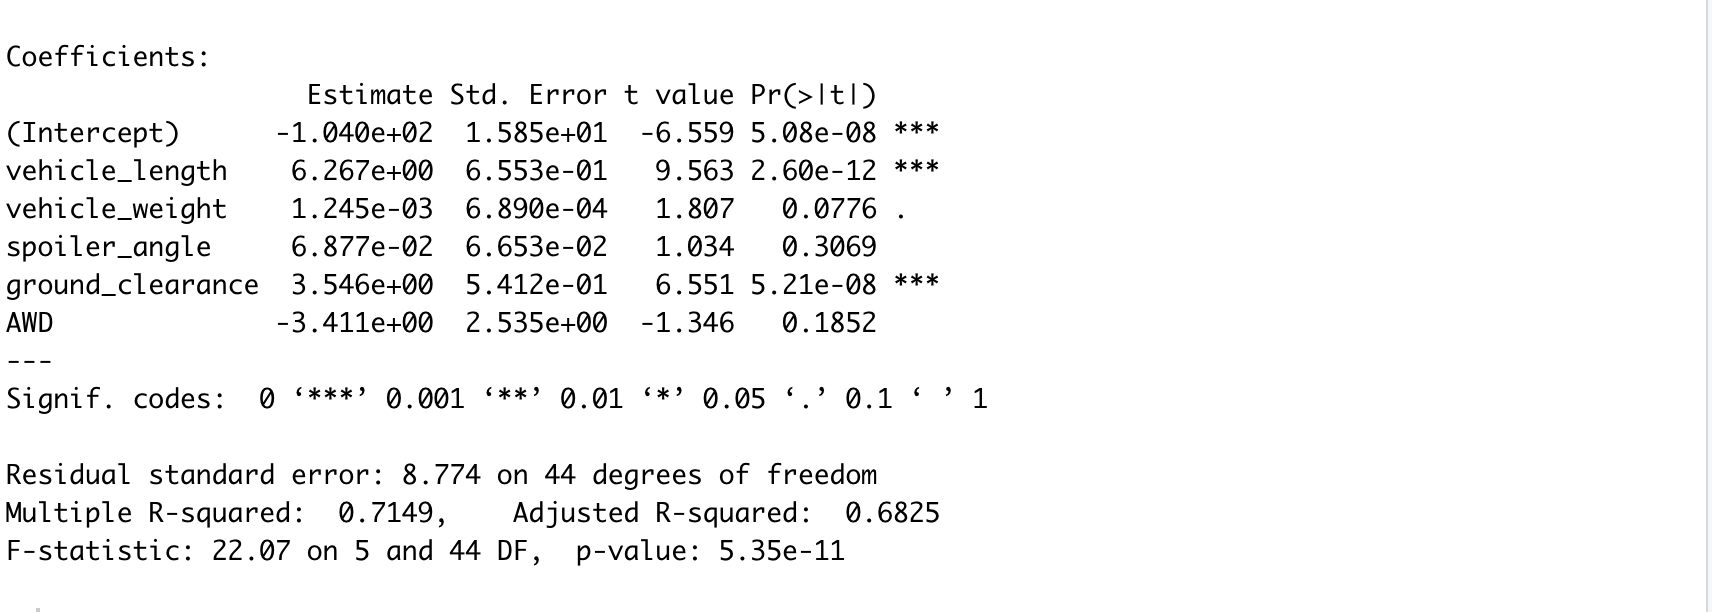 Coefficients:
                   Estimate Std. Error t value Pr(>|t|)
(Intercept)      -1.040e+02  1.585e+01  -6.559 5.08e-08 ***
vehicle_length    6.267e+00  6.553e-01   9.563 2.60e-12 ***
vehicle_weight    1.245e-03  6.890e-04   1.807   0.0776 .
spoiler_angle     6.877e-02  6.653e-02   1.034   0.3069
ground_clearance  3.546e+00  5.412e-01   6.551 5.21e-08 ***
AWD              -3.411e+00  2.535e+00  -1.346   0.1852
---
Signif. codes:  0 ‘***’ 0.001 ‘**’ 0.01 ‘*’ 0.05 ‘.’ 0.1 ‘ ’ 1
Residual standard error: 8.774 on 44 degrees of freedom
Multiple R-squared:  0.7149,    Adjusted R-squared:  0.6825
F-statistic: 22.07 on 5 and 44 DF,  p-value: 5.35e-11